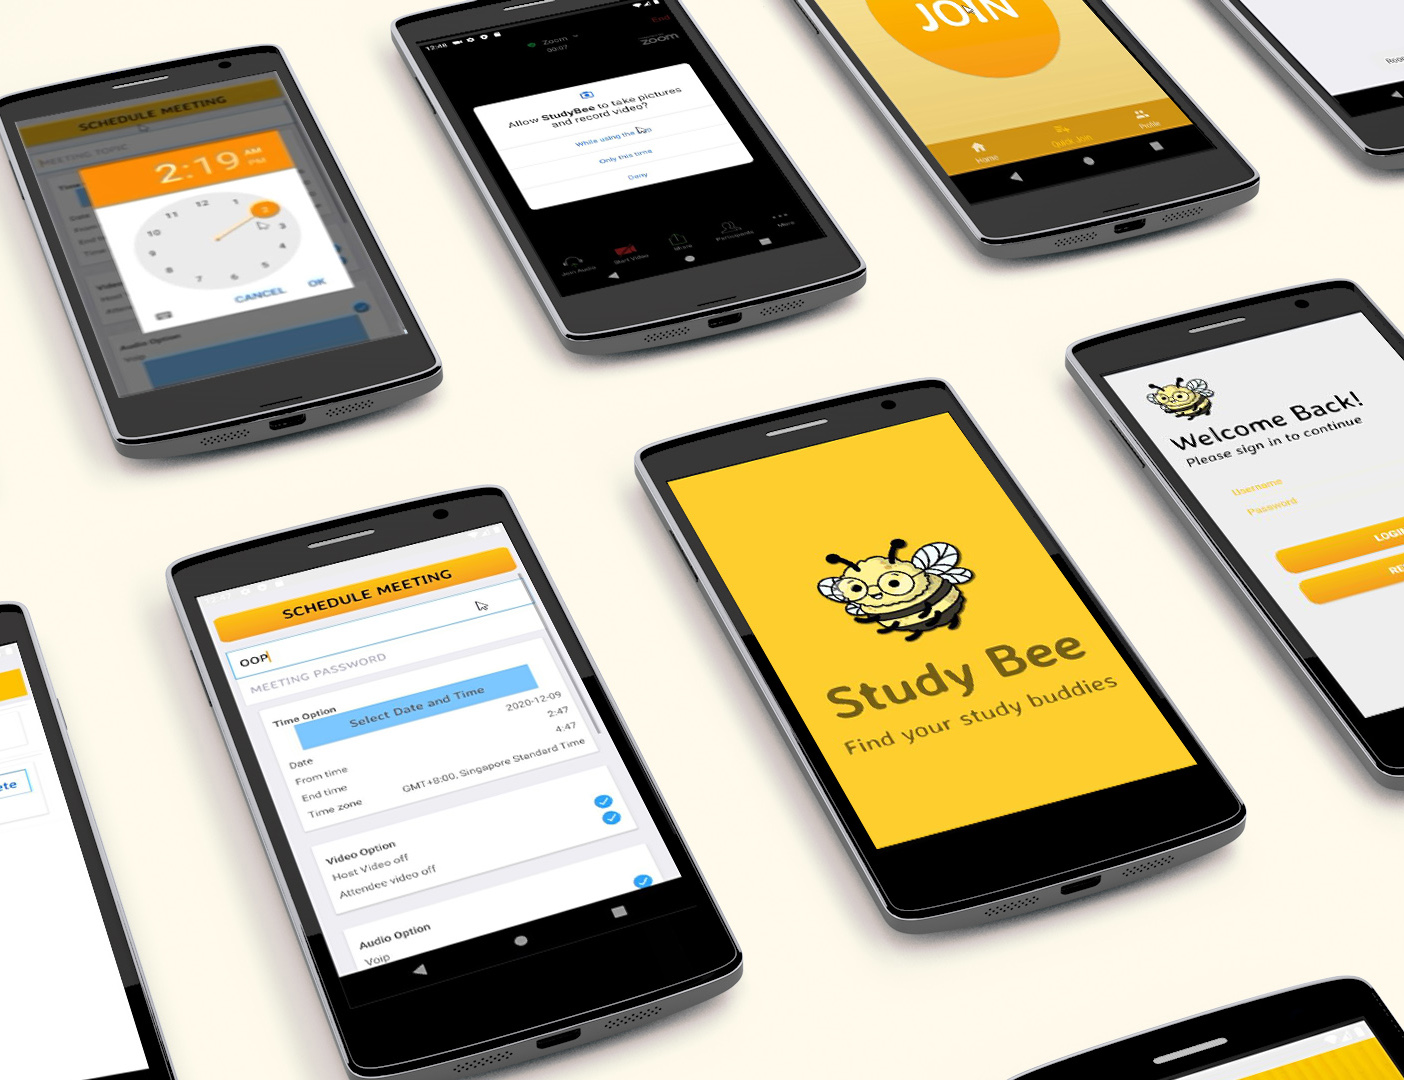 SCHEDULE MEETING
MEETING TOPIC
2:19
AM
PM
12
1
2
3
4
5
6
7
8
9
10
11
CANCEL
OK
Audio Option
Voip
12:48
Zoom
00:07
End
zoom
Allow StudyBee to take pictures
and record video?
While using the app
Only this time
Deny
Join Audio
Start Video
Share
Participants
More
JOIN
Home
Quick Join
Profile
SCHEDULE MEETING
OOP
MEETING PASSWORD
Time Option
Select Date and Time
Date 2020-12-09
From time 2:47
End time 4:47
Time zone GMT+8:00, Singapore Standard Time
Video Option
Host Video off
Attendee video off
Audio Option
Voip
Study Bee
Find your study buddies
Welcome Back!
Please sign in to continue
Username
Password